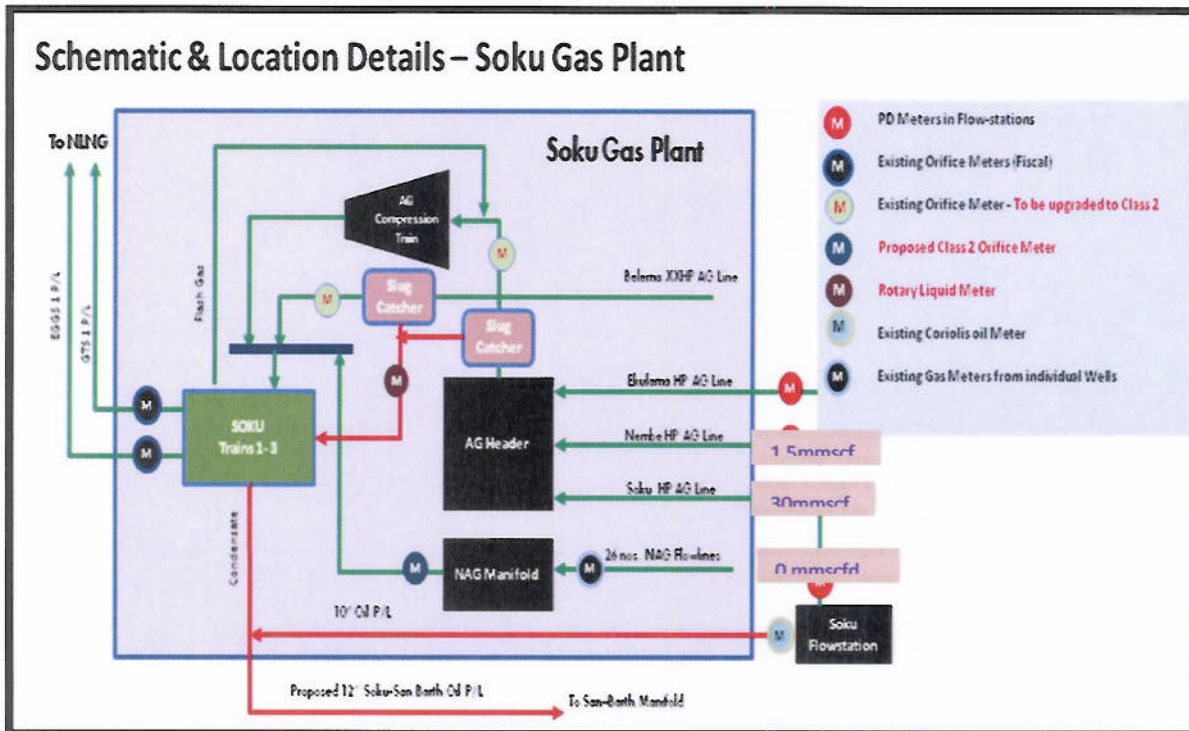 Schematic & Location Details – Soku Gas Plant
To NLNG
Soku Gas Plant
M PD Meters in Flow-stations
M Existing Orifice Meters (Fiscal)
M Existing Orifice Meter - To be upgraded to Class 2
M Proposed Class 2 Orifice Meter
M Rotary Liquid Meter
M Existing Coriolis oil Meter
M Existing Gas Meters from individual Wells
AG
Compression
Train
M
Belema XXHP AG Line
Slug
Catcher
M
Slug
Catcher
EGGS 1 P/L
GTS 1 P/L
Flash Gas
M
Ekulama HP AG Line
M
M
SOKU
Trains 1-3
M
AG Header
Nembe HP AG Line
1.5mmscf
Soku HP AG Line
30mmscf
Condensate
M
NAG Manifold
M
26 nos. NAG Flowlines
0 mmscfd
M
10" Oil P/L
M
Soku
Flowstation
Proposed 12" Soku-San Barth Oil P/L
To San-Barth Manifold